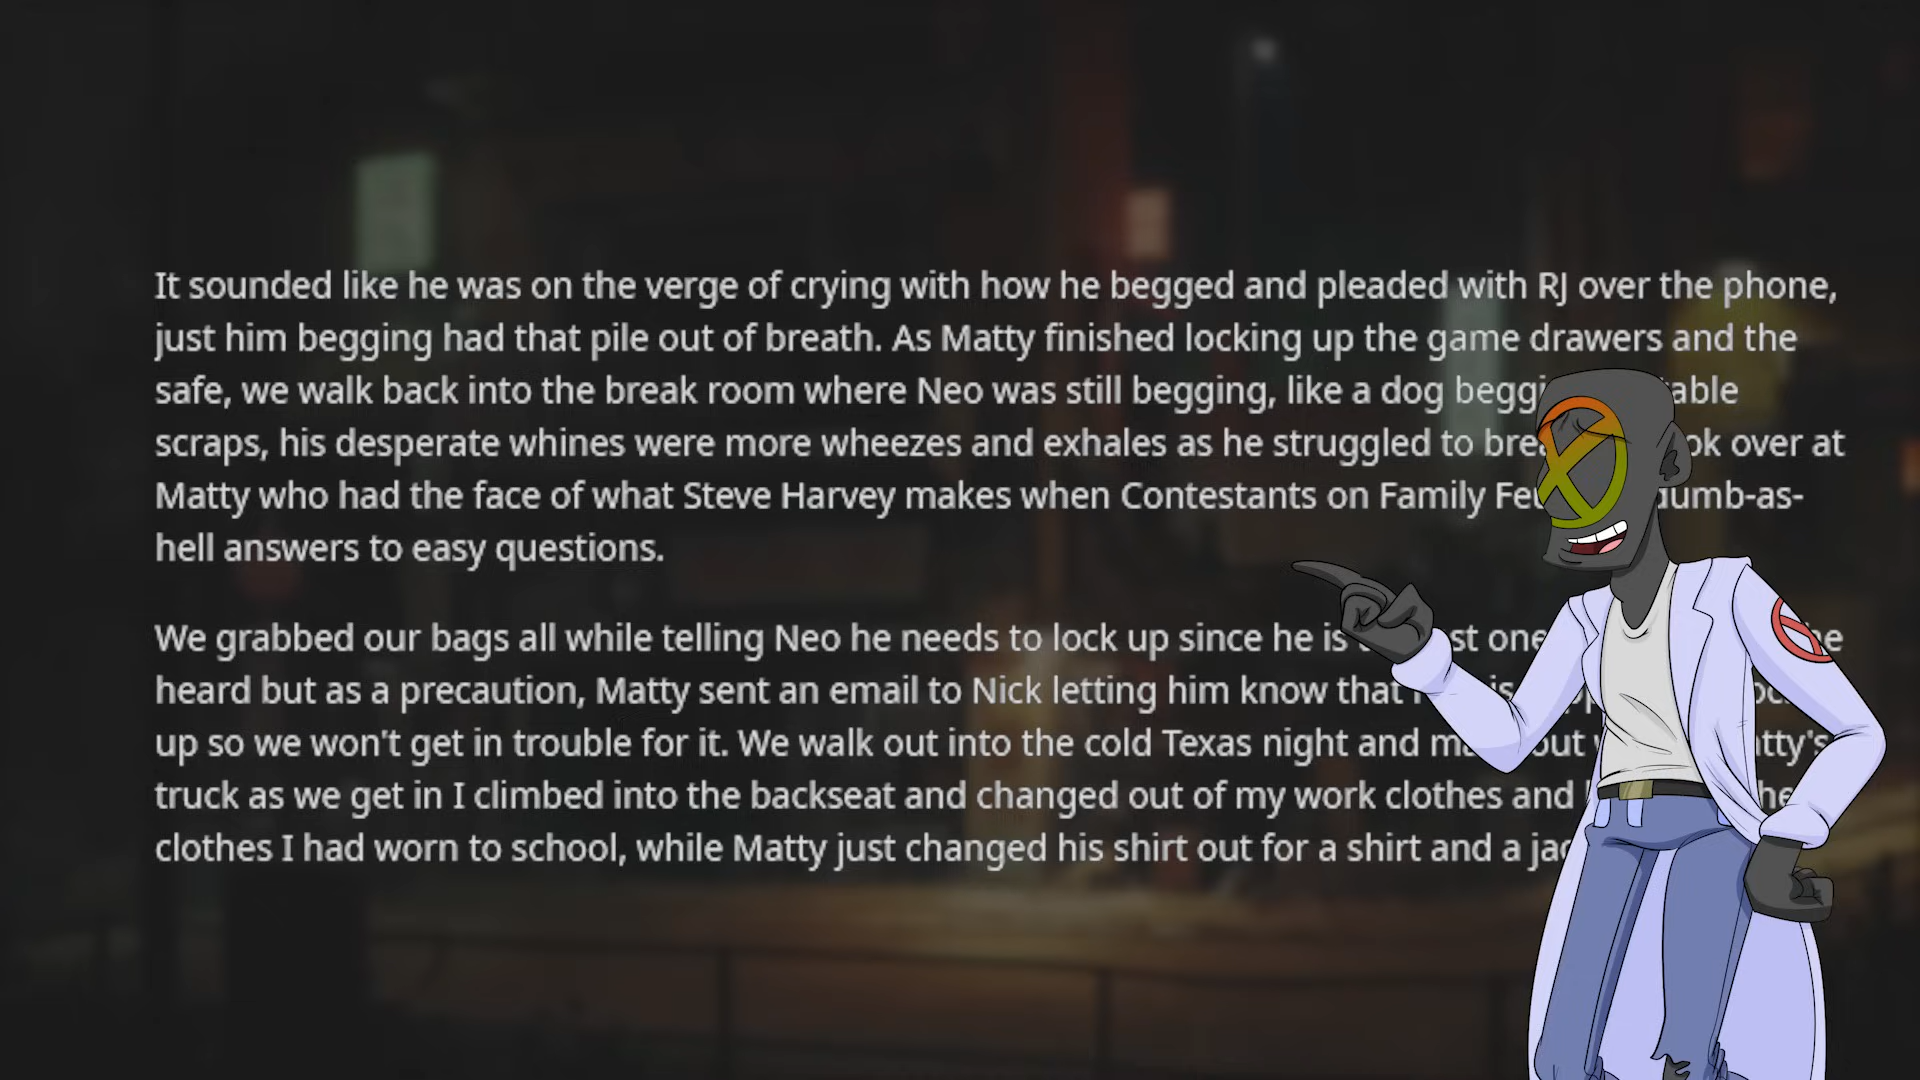 It sounded like he was on the verge of crying with how he begged and pleaded with RJ over the phone,
just him begging had that pile out of breath. As Matty finished locking up the game drawers and the
safe, we walk back into the break room where Neo was still begging, like a dog scraps, his desperate whines were more wheezes and exhales as he struggled to over at
Matty who had the face of what Steve Harvey makes when Contestants on Family dumb-as-
hell answers to easy questions.
We grabbed our bags all while telling Neo he needs to lock up since he is one
heard but as a precaution, Matty sent an email to Nick letting him know that
up so we won't get in trouble for it. We walk out into the cold Texas night and Matty's
truck as we get in I climbed into the backseat and changed out of my work clothes and
clothes I had worn to school, while Matty just changed his shirt out for a shirt and a